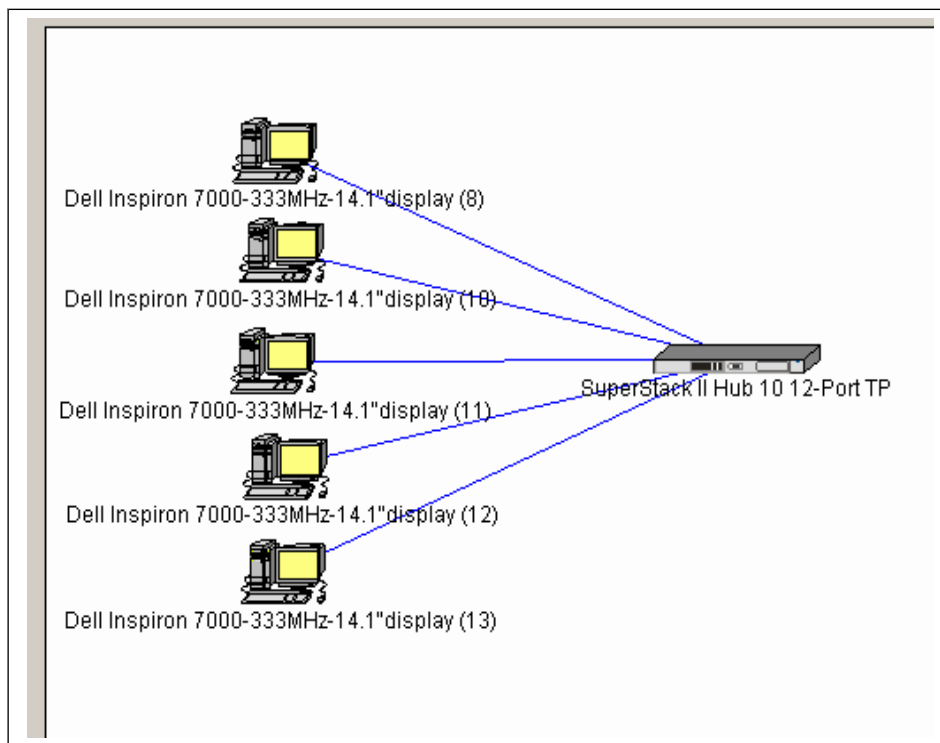 Dell Inspiron 7000-333MHz-14.1"display (8)
Dell Inspiron 7000-333MHz-14.1"display (10)
Dell Inspiron 7000-333MHz-14.1"display (11)
SuperStack II Hub 10 12-Port TP
Dell Inspiron 7000-333MHz-14.1"display (12)
Dell Inspiron 7000-333MHz-14.1"display (13)